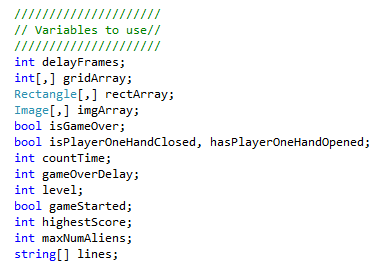 /////////////////////
// Variables to use//
/////////////////////
int delayFrames;
int[,] gridArray;
Rectangle[,] rectArray;
Image[,] imgArray;
bool isGameOver;
bool isPlayerOneHandClosed, hasPlayerOneHandOpened;
int countTime;
int gameOverDelay;
int level;
bool gameStarted;
int highestScore;
int maxNumAliens;
string[] lines;